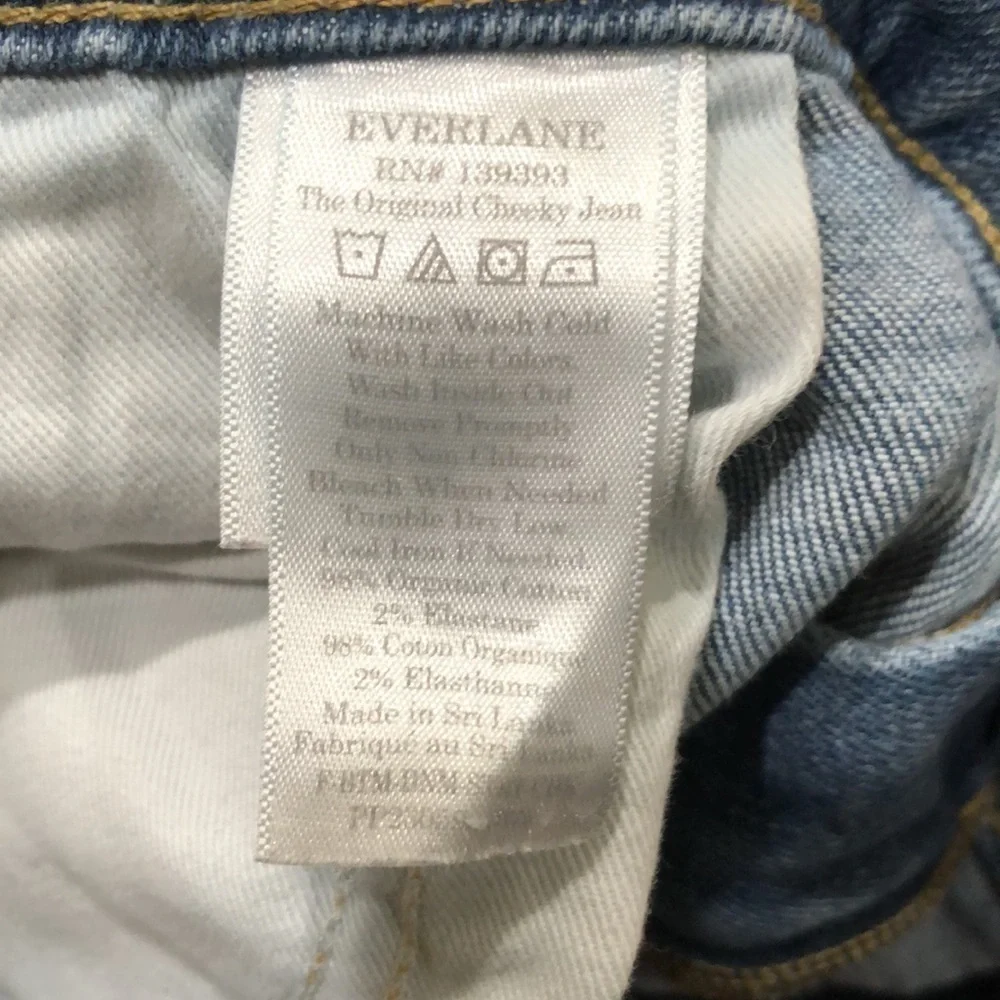 EVERLANE
RN# 139393
The Original Cheeky Jean
Machine Wash Cold
With Like Colors
Wash Inside Out
Remove Promptly
Only Non Chlorine
Bleach When Needed
Tumble Dry Low
Cool Iron If Needed
98% Organic Cotton
2% Elastane
98% Coton Organique
2% Elasthanne
Made in Sri Lanka
Fabriqué au Sri Lanka